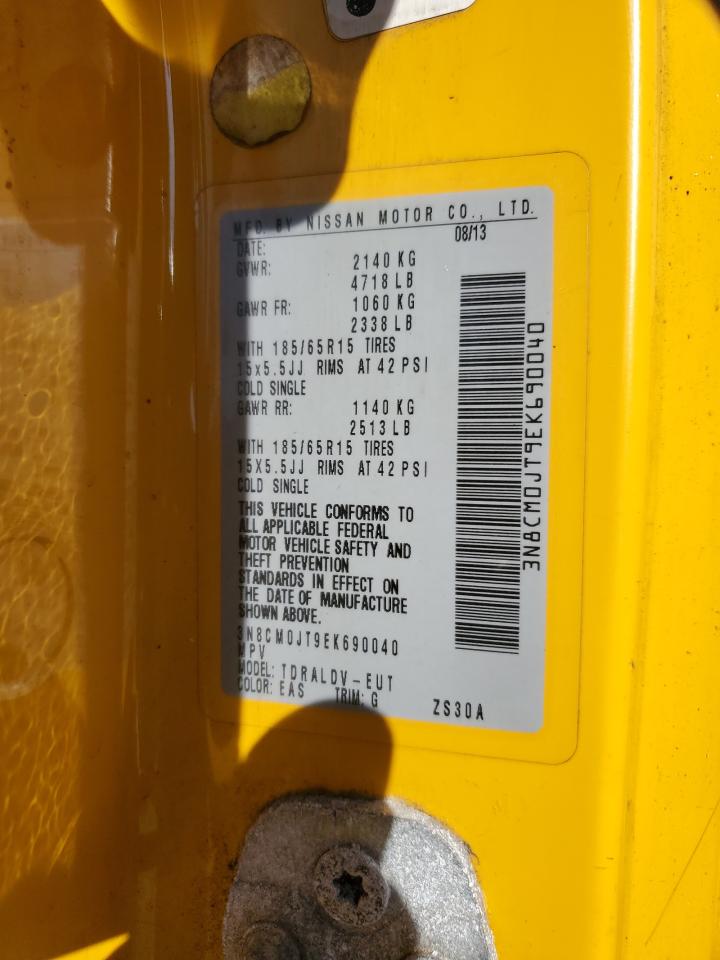 MFD. BY NISSAN MOTOR CO., LTD.
DATE: 08/13
GVWR: 2140 KG
4718 LB
GAWR FR: 1060 KG
2338 LB
WITH 185/65R15 TIRES
15x5.5JJ RIMS AT 42 PSI
COLD SINGLE
GAWR RR: 1140 KG
2513 LB
WITH 185/65R15 TIRES
15X5.5JJ RIMS AT 42 PSI
COLD SINGLE
THIS VEHICLE CONFORMS TO
ALL APPLICABLE FEDERAL
MOTOR VEHICLE SAFETY AND
THEFT PREVENTION
STANDARDS IN EFFECT ON
THE DATE OF MANUFACTURE
SHOWN ABOVE.
3N8CM0JT9EK690040
MPV
MODEL: TDRALDV-EUT
COLOR: EAS TRIM: G ZS30A
3N8CM0JT9EK690040